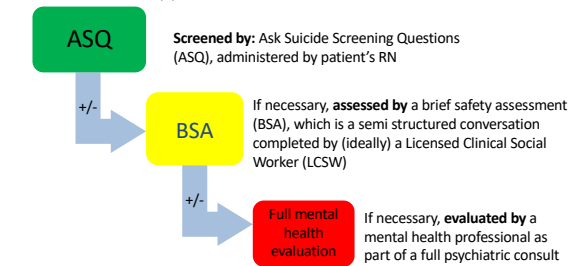 ASQ
Screened by: Ask Suicide Screening Questions
(ASQ), administered by patient's RN
+/-
If necessary, assessed by a brief safety assessment
(BSA), which is a semi structured conversation
completed by (ideally) a Licensed Clinical Social
Worker (LCSW)
BSA
+/-
Full mental
health
evaluation
If necessary, evaluated by a
mental health professional as
part of a full psychiatric consult